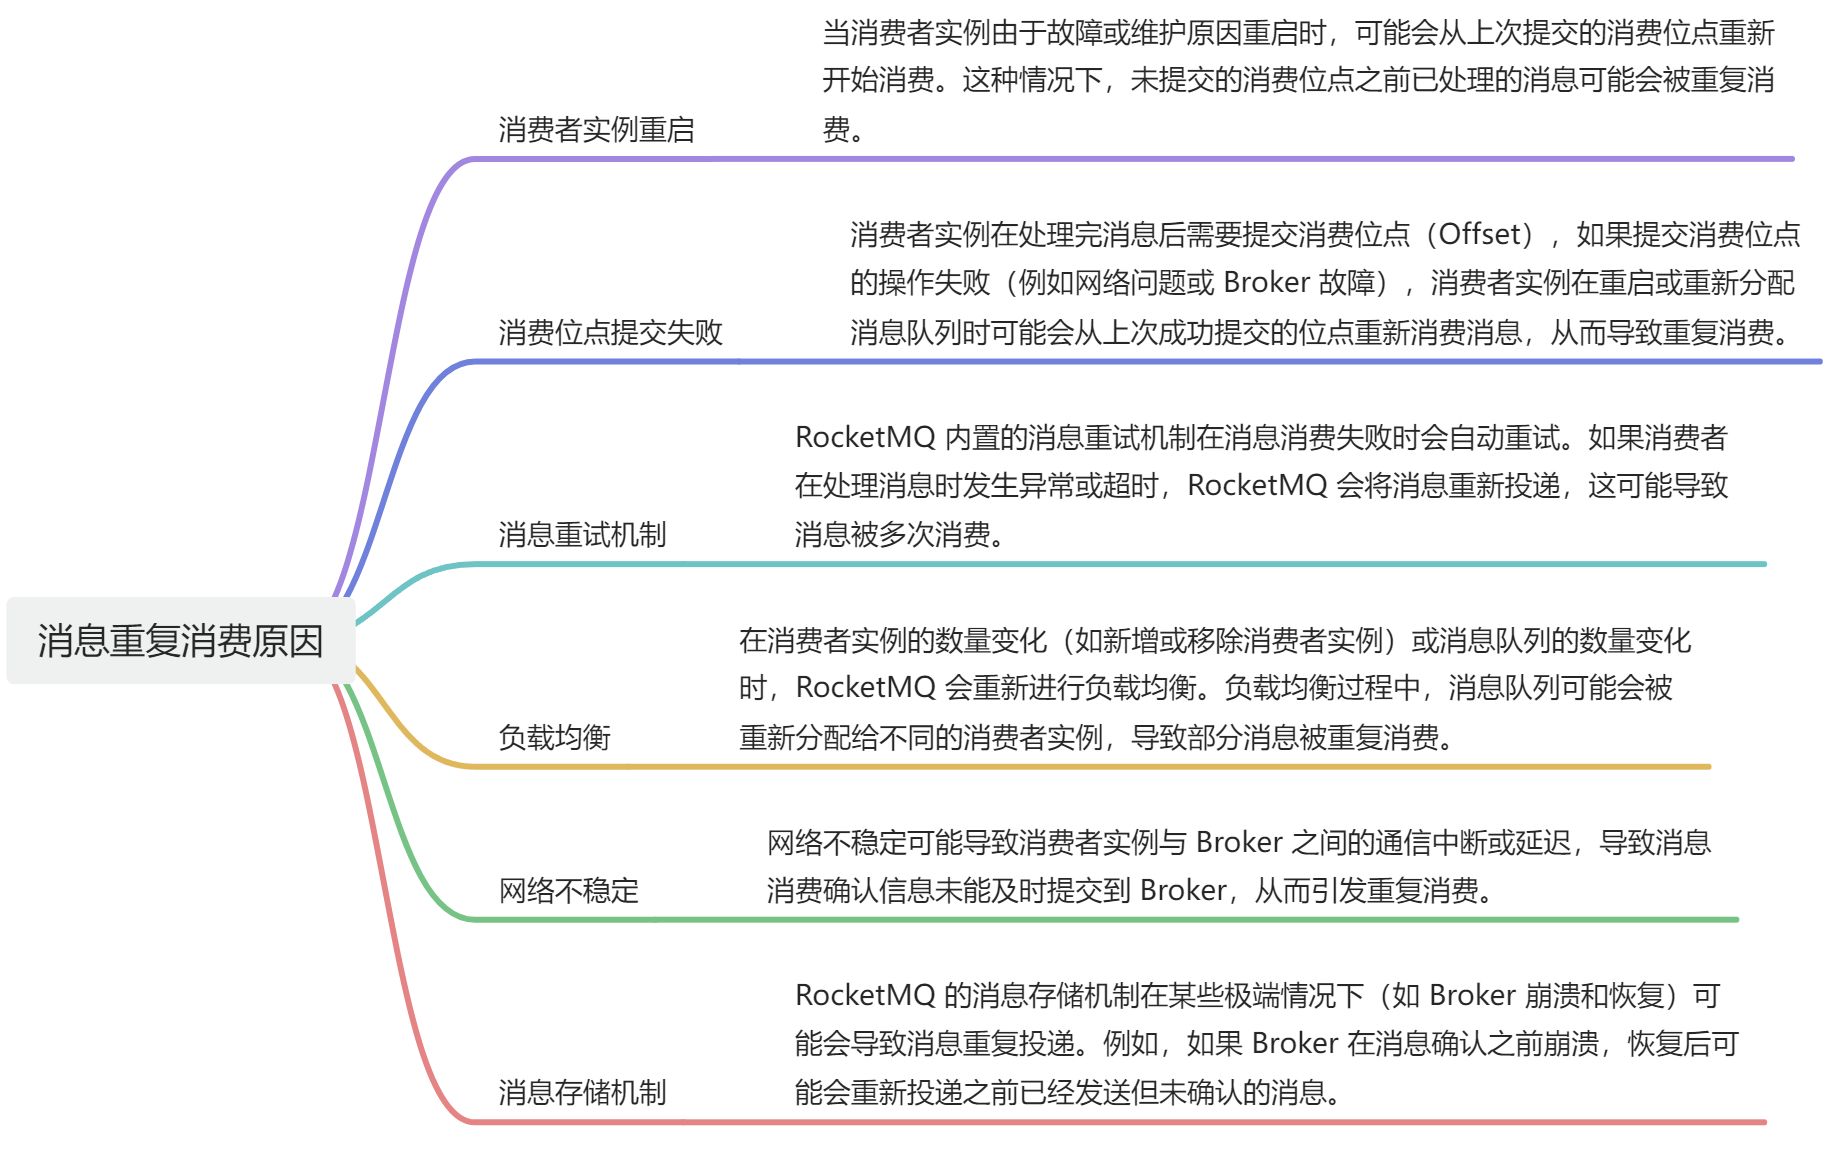 消息重复消费原因
消费者实例重启
当消费者实例由于故障或维护原因重启时，可能会从上次提交的消费位点重新
开始消费。这种情况下，未提交的消费位点之前已处理的消息可能会被重复消
费。
消费位点提交失败
消费者实例在处理完消息后需要提交消费位点（Offset），如果提交消费位点
的操作失败（例如网络问题或 Broker 故障），消费者实例在重启或重新分配
消息队列时可能会从上次成功提交的位点重新消费消息，从而导致重复消费。
消息重试机制
RocketMQ 内置的消息重试机制在消息消费失败时会自动重试。如果消费者
在处理消息时发生异常或超时，RocketMQ 会将消息重新投递，这可能导致
消息被多次消费。
负载均衡
在消费者实例的数量变化（如新增或移除消费者实例）或消息队列的数量变化
时，RocketMQ 会重新进行负载均衡。负载均衡过程中，消息队列可能会被
重新分配给不同的消费者实例，导致部分消息被重复消费。
网络不稳定
网络不稳定可能导致消费者实例与 Broker 之间的通信中断或延迟，导致消息
消费确认信息未能及时提交到 Broker，从而引发重复消费。
消息存储机制
RocketMQ 的消息存储机制在某些极端情况下（如 Broker 崩溃和恢复）可
能会导致消息重复投递。例如，如果 Broker 在消息确认之前崩溃，恢复后可
能会重新投递之前已经发送但未确认的消息。